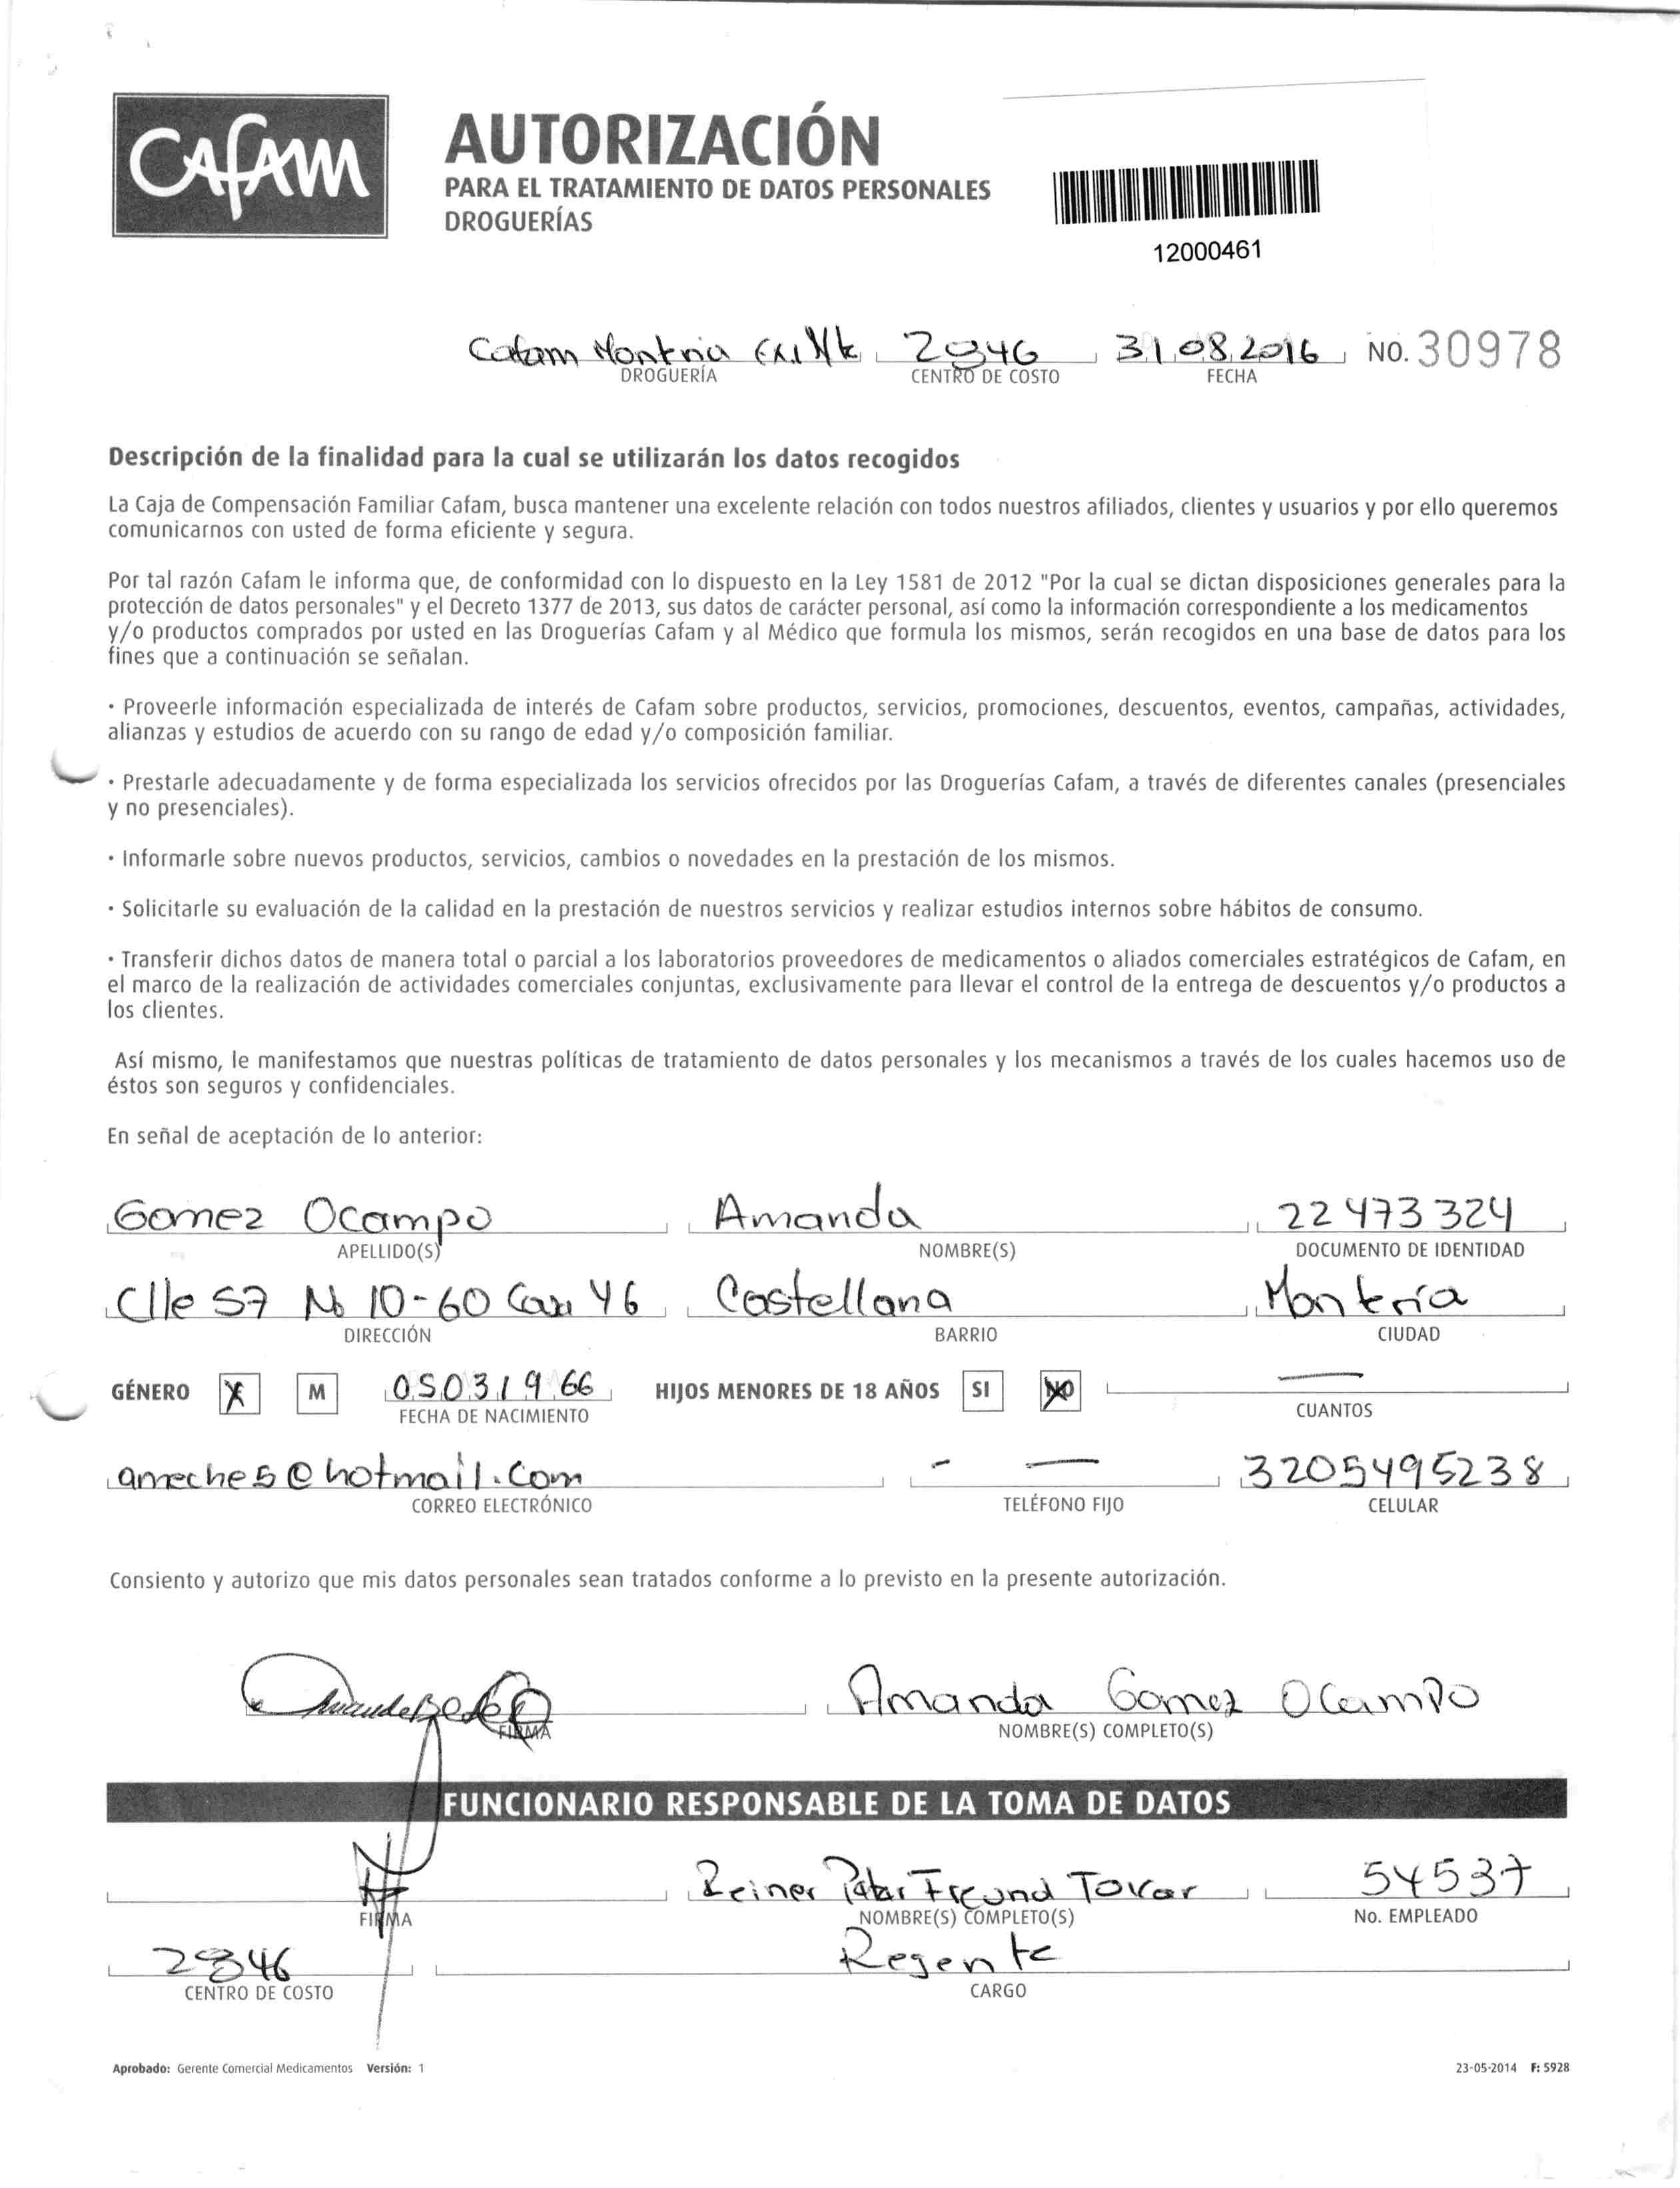 Cafam
AUTORIZACIÓN
PARA EL TRATAMIENTO DE DATOS PERSONALES
DROGUERÍAS
12000461
Cafam Montria 2846 31.08.2016 NO. 30978
DROGUERÍA CENTRO DE COSTO FECHA
Descripción de la finalidad para la cual se utilizarán los datos recogidos
La Caja de Compensación Familiar Cafam, busca mantener una excelente relación con todos nuestros afiliados, clientes y usuarios y por ello queremos
comunicarnos con usted de forma eficiente y segura.
Por tal razón Cafam le informa que, de conformidad con lo dispuesto en la Ley 1581 de 2012 "Por la cual se dictan disposiciones generales para la
protección de datos personales" y el Decreto 1377 de 2013, sus datos de carácter personal, así como la información correspondiente a los medicamentos
y/o productos comprados por usted en las Droguerías Cafam y al Médico que formula los mismos, serán recogidos en una base de datos para los
fines que a continuación se señalan.
· Proveerle información especializada de interés de Cafam sobre productos, servicios, promociones, descuentos, eventos, campañas, actividades,
alianzas y estudios de acuerdo con su rango de edad y/o composición familiar.
· Prestarle adecuadamente y de forma especializada los servicios ofrecidos por las Droguerías Cafam, a través de diferentes canales (presenciales
y no presenciales).
· Informarle sobre nuevos productos, servicios, cambios o novedades en la prestación de los mismos.
· Solicitarle su evaluación de la calidad en la prestación de nuestros servicios y realizar estudios internos sobre hábitos de consumo.
· Transferir dichos datos de manera total o parcial a los laboratorios proveedores de medicamentos o aliados comerciales estratégicos de Cafam, en
el marco de la realización de actividades comerciales conjuntas, exclusivamente para llevar el control de la entrega de descuentos y/o productos a
los clientes.
Así mismo, le manifestamos que nuestras políticas de tratamiento de datos personales y los mecanismos a través de los cuales hacemos uso de
éstos son seguros y confidenciales.
En señal de aceptación de lo anterior:
Gomez Ocampo Amanda 22473324
APELLIDO(S) NOMBRE(S) DOCUMENTO DE IDENTIDAD
Clle 57 N 10-60 Casa 46 Castellana Monteria
DIRECCIÓN BARRIO CIUDAD
GÉNERO X M 05031966 HIJOS MENORES DE 18 AÑOS SI NO —
FECHA DE NACIMIENTO CUANTOS
ameche5@hotmail.com - — 3205495238
CORREO ELECTRÓNICO TELÉFONO FIJO CELULAR
Consiento y autorizo que mis datos personales sean tratados conforme a lo previsto en la presente autorización.
Amanda Gomez Ocampo
FIRMA NOMBRE(S) COMPLETO(S)
FUNCIONARIO RESPONSABLE DE LA TOMA DE DATOS
Reiner Freund Tovar 54537
FIRMA NOMBRE(S) COMPLETO(S) No. EMPLEADO
2846 Regente
CENTRO DE COSTO CARGO
Aprobado: Gerente Comercial Medicamentos Versión: 1 23-05-2014 F: 5928